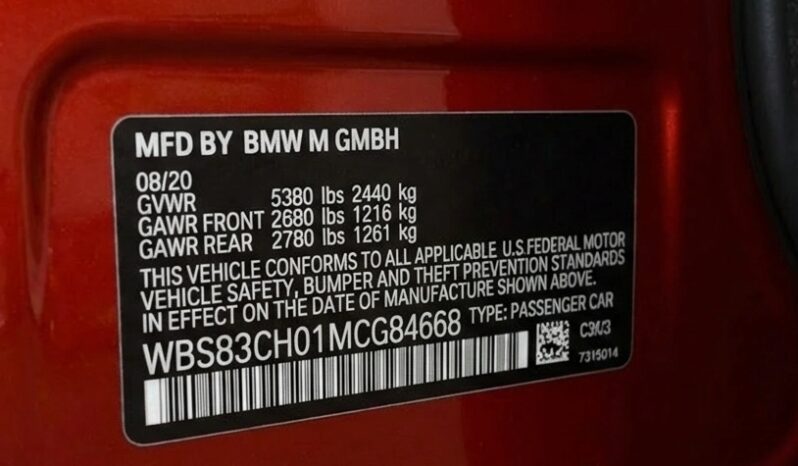 MFD BY BMW M GMBH
08/20
GVWR 5380 lbs 2440 kg
GAWR FRONT 2680 lbs 1216 kg
GAWR REAR 2780 lbs 1261 kg
THIS VEHICLE CONFORMS TO ALL APPLICABLE U.S.FEDERAL MOTOR
VEHICLE SAFETY, BUMPER AND THEFT PREVENTION STANDARDS
IN EFFECT ON THE DATE OF MANUFACTURE SHOWN ABOVE.
WBS83CH01MCG84668 TYPE: PASSENGER CAR
7315014